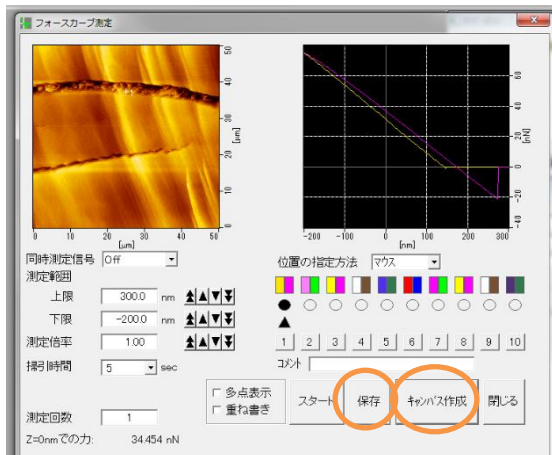 フォースカーブ測定
50
40
30
20
10
0
[um]
0 10 20 30 40 50
[um]
60
40
20
0
-20
-40
[nN]
-200 -100 0 100 200 300
[nm]
同時測定信号 Off
測定範囲
上限 300.0 nm
下限 -200.0 nm
測定倍率 1.00
掃引時間 5 sec
測定回数 1
Z=0nmでの力: 34.454 nN
位置の指定方法 マウス
1 2 3 4 5 6 7 8 9 10
コメント
多点表示
重ね書き
スタート 保存 キャンバス作成 閉じる